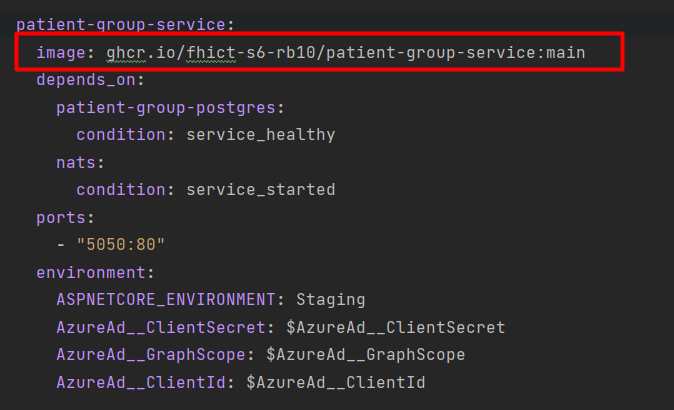 patient-group-service:
  image: ghcr.io/fhict-s6-rb10/patient-group-service:main
  depends_on:
    patient-group-postgres:
      condition: service_healthy
    nats:
      condition: service_started
  ports:
    - "5050:80"
  environment:
    ASPNETCORE_ENVIRONMENT: Staging
    AzureAd__ClientSecret: $AzureAd__ClientSecret
    AzureAd__GraphScope: $AzureAd__GraphScope
    AzureAd__ClientId: $AzureAd__ClientId